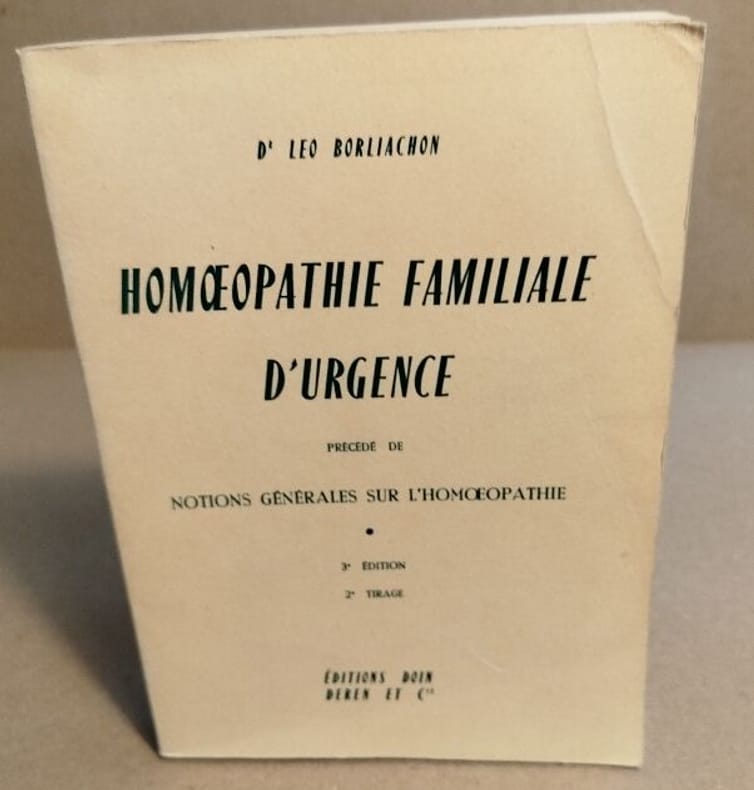 Dr LEO BORLIACHON
HOMŒOPATHIE FAMILIALE
D'URGENCE
PRÉCÉDÉ DE
NOTIONS GÉNÉRALES SUR L'HOMŒOPATHIE
•
3e ÉDITION
2e TIRAGE
ÉDITIONS DOIN
DEREN ET Cie